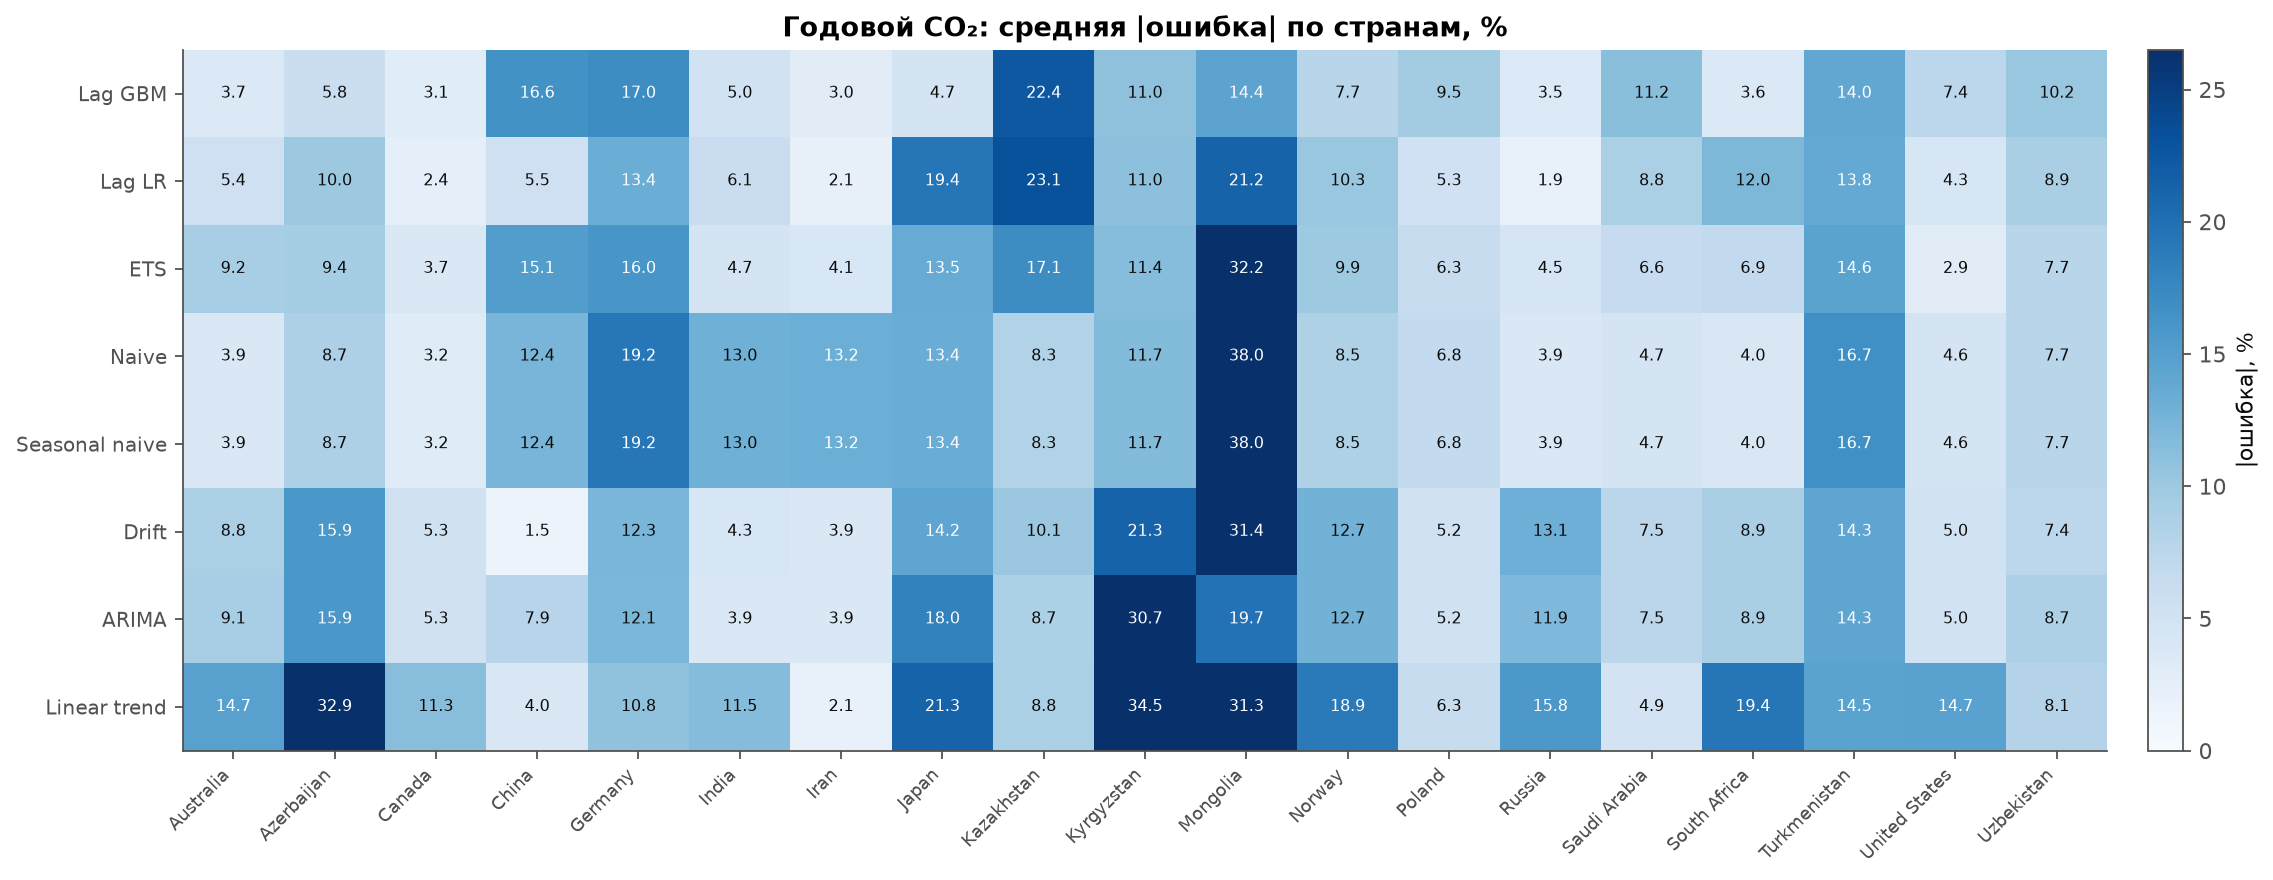 Годовой CO₂: средняя |ошибка| по странам, %
Lag GBM 3.7 5.8 3.1 16.6 17.0 5.0 3.0 4.7 22.4 11.0 14.4 7.7 9.5 3.5 11.2 3.6 14.0 7.4 10.2
Lag LR 5.4 10.0 2.4 5.5 13.4 6.1 2.1 19.4 23.1 11.0 21.2 10.3 5.3 1.9 8.8 12.0 13.8 4.3 8.9
ETS 9.2 9.4 3.7 15.1 16.0 4.7 4.1 13.5 17.1 11.4 32.2 9.9 6.3 4.5 6.6 6.9 14.6 2.9 7.7
Naive 3.9 8.7 3.2 12.4 19.2 13.0 13.2 13.4 8.3 11.7 38.0 8.5 6.8 3.9 4.7 4.0 16.7 4.6 7.7
Seasonal naive 3.9 8.7 3.2 12.4 19.2 13.0 13.2 13.4 8.3 11.7 38.0 8.5 6.8 3.9 4.7 4.0 16.7 4.6 7.7
Drift 8.8 15.9 5.3 1.5 12.3 4.3 3.9 14.2 10.1 21.3 31.4 12.7 5.2 13.1 7.5 8.9 14.3 5.0 7.4
ARIMA 9.1 15.9 5.3 7.9 12.1 3.9 3.9 18.0 8.7 30.7 19.7 12.7 5.2 11.9 7.5 8.9 14.3 5.0 8.7
Linear trend 14.7 32.9 11.3 4.0 10.8 11.5 2.1 21.3 8.8 34.5 31.3 18.9 6.3 15.8 4.9 19.4 14.5 14.7 8.1
Australia
Azerbaijan
Canada
China
Germany
India
Iran
Japan
Kazakhstan
Kyrgyzstan
Mongolia
Norway
Poland
Russia
Saudi Arabia
South Africa
Turkmenistan
United States
Uzbekistan
25
20
15
10
5
0
|ошибка|, %